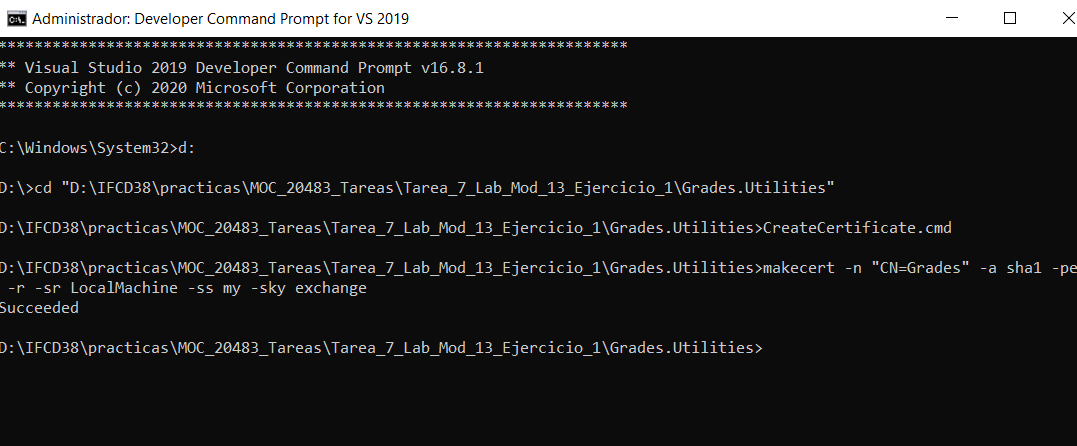 Administrador: Developer Command Prompt for VS 2019
**********************************************************************
** Visual Studio 2019 Developer Command Prompt v16.8.1
** Copyright (c) 2020 Microsoft Corporation
**********************************************************************
C:\Windows\System32>d:
D:\>cd "D:\IFCD38\practicas\MOC_20483_Tareas\Tarea_7_Lab_Mod_13_Ejercicio_1\Grades.Utilities"
D:\IFCD38\practicas\MOC_20483_Tareas\Tarea_7_Lab_Mod_13_Ejercicio_1\Grades.Utilities>CreateCertificate.cmd
D:\IFCD38\practicas\MOC_20483_Tareas\Tarea_7_Lab_Mod_13_Ejercicio_1\Grades.Utilities>makecert -n "CN=Grades" -a sha1 -pe
-r -sr LocalMachine -ss my -sky exchange
Succeeded
D:\IFCD38\practicas\MOC_20483_Tareas\Tarea_7_Lab_Mod_13_Ejercicio_1\Grades.Utilities>